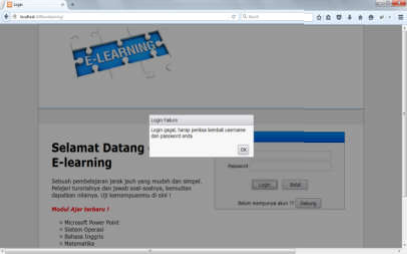 Login
localhost
Search
E-LEARNING
Login Failure
Login gagal, harap periksa kembali username
dan password anda
OK
Selamat Datang
E-learning
Password
Login
Batal
Sebuah pembelajaran jarak jauh yang mudah dan simpel.
Pelajari tutorialnya dan jawab soal-soalnya, kemudian
dapatkan nilainya. Uji kemampuanmu di sini !
Belum mempunyai akun ??
Gabung
Modul Ajar terbaru !
Microsoft Power Point
Sistem Operasi
Bahasa Inggris
Matematika